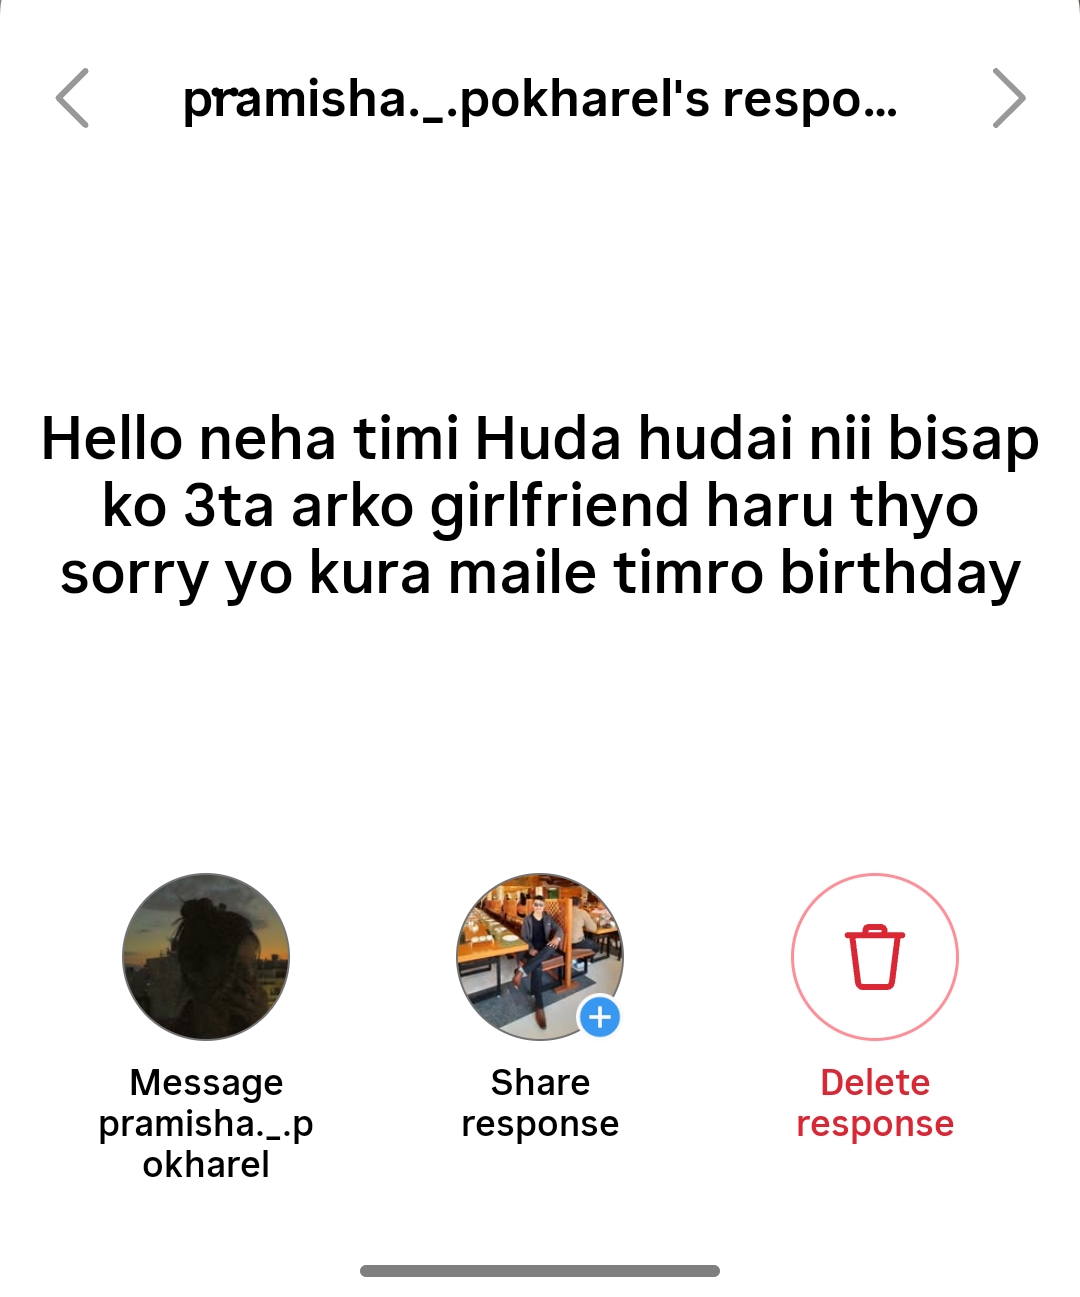 pramisha._.pokharel's respo...
Hello neha timi Huda hudai nii bisap
ko 3ta arko girlfriend haru thyo
sorry yo kura maile timro birthday
Message
pramisha._.p
okharel
Share
response
Delete
response